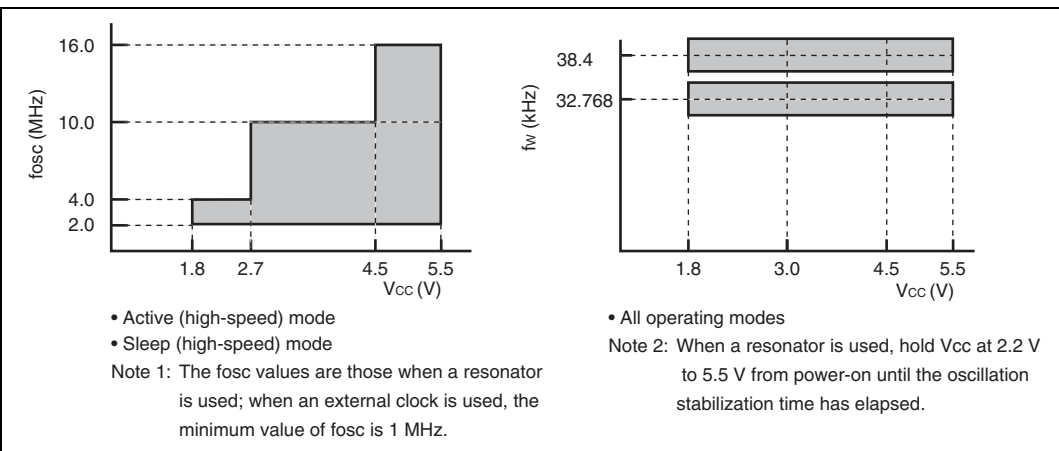 16.0
10.0
4.0
2.0
fosc (MHz)
1.8 2.7 4.5 5.5
Vcc (V)
• Active (high-speed) mode
• Sleep (high-speed) mode
Note 1: The fosc values are those when a resonator
is used; when an external clock is used, the
minimum value of fosc is 1 MHz.
38.4
32.768
fw (kHz)
1.8 3.0 4.5 5.5
Vcc (V)
• All operating modes
Note 2: When a resonator is used, hold Vcc at 2.2 V
to 5.5 V from power-on until the oscillation
stabilization time has elapsed.